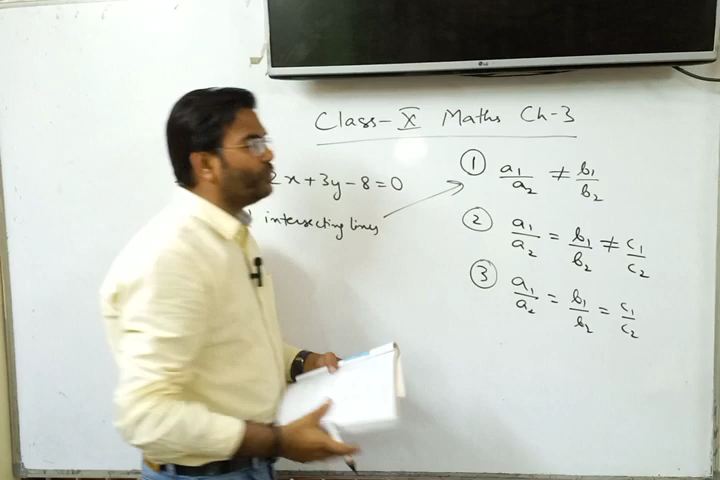 LG
Class-X Maths Ch-3
2x+3y-8=0
intersecting lines
① a₁/a₂ ≠ b₁/b₂
② a₁/a₂ = b₁/b₂ ≠ c₁/c₂
③ a₁/a₂ = b₁/b₂ = c₁/c₂